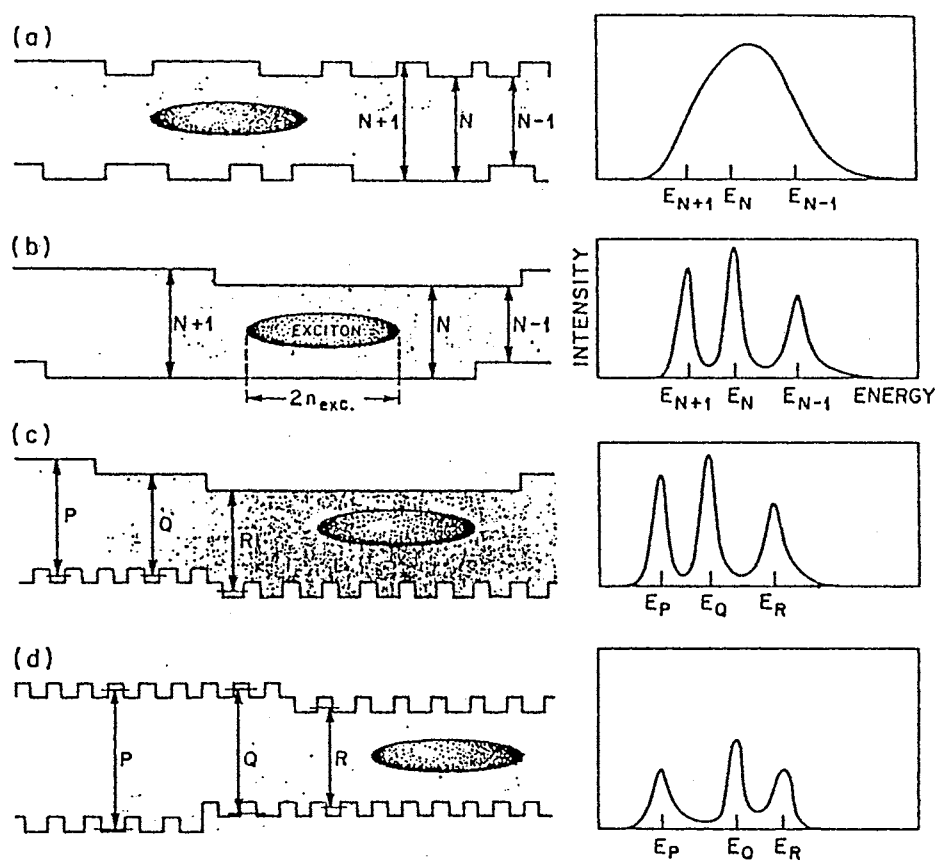 (a)
N+1
N
N-1
E_{N+1} E_N E_{N-1}
(b)
N+1
EXCITON
N
N-1
2n_{exc.}
INTENSITY
E_{N+1} E_N E_{N-1} ENERGY
(c)
P
Q
R
E_P E_Q E_R
(d)
P
Q
R
E_P E_Q E_R